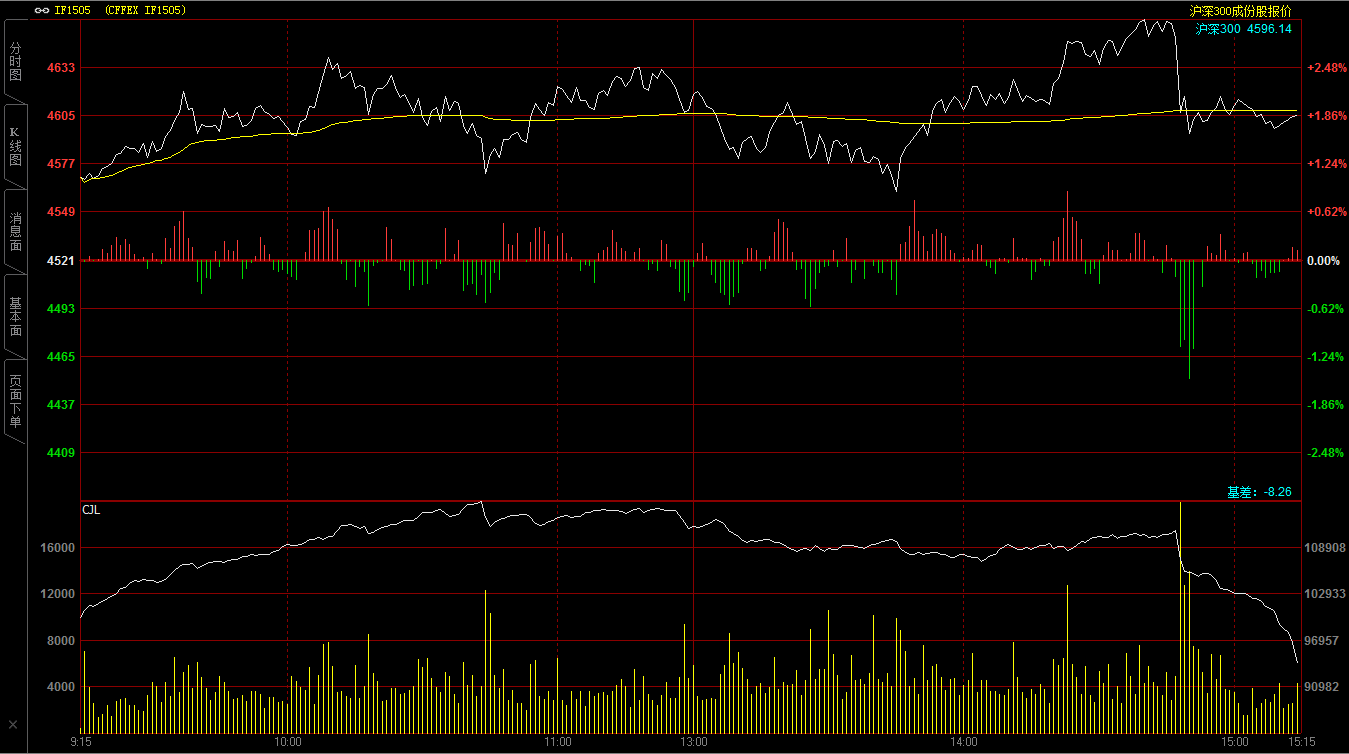 IF1505 (CFFEX IF1505)
沪深300成份股报价
沪深300 4596.14
分时图
K线图
消息面
基本面
页面下单
4633 +2.48%
4605 +1.86%
4577 +1.24%
4549 +0.62%
4521 0.00%
4493 -0.62%
4465 -1.24%
4437 -1.86%
4409 -2.48%
基差: -8.26
CJL
16000 108908
12000 102933
8000 96957
4000 90982
9:15 10:00 11:00 13:00 14:00 15:00 15:15